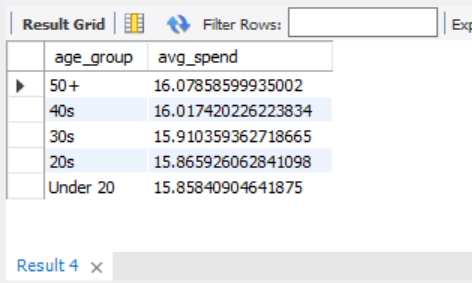 Result Grid Filter Rows: Exp
age_group avg_spend
50+ 16.07858599935002
40s 16.017420226223834
30s 15.910359362718665
20s 15.865926062841098
Under 20 15.85840904641875
Result 4 ×